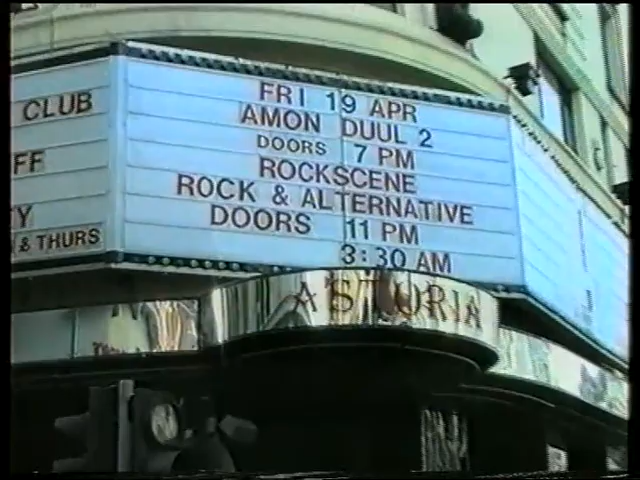 CLUB
FF
TY
& THURS
FRI 19 APR
AMON DUUL 2
DOORS 7 PM
ROCKSCENE
ROCK & ALTERNATIVE
DOORS 11 PM
3:30 AM
ASTORIA